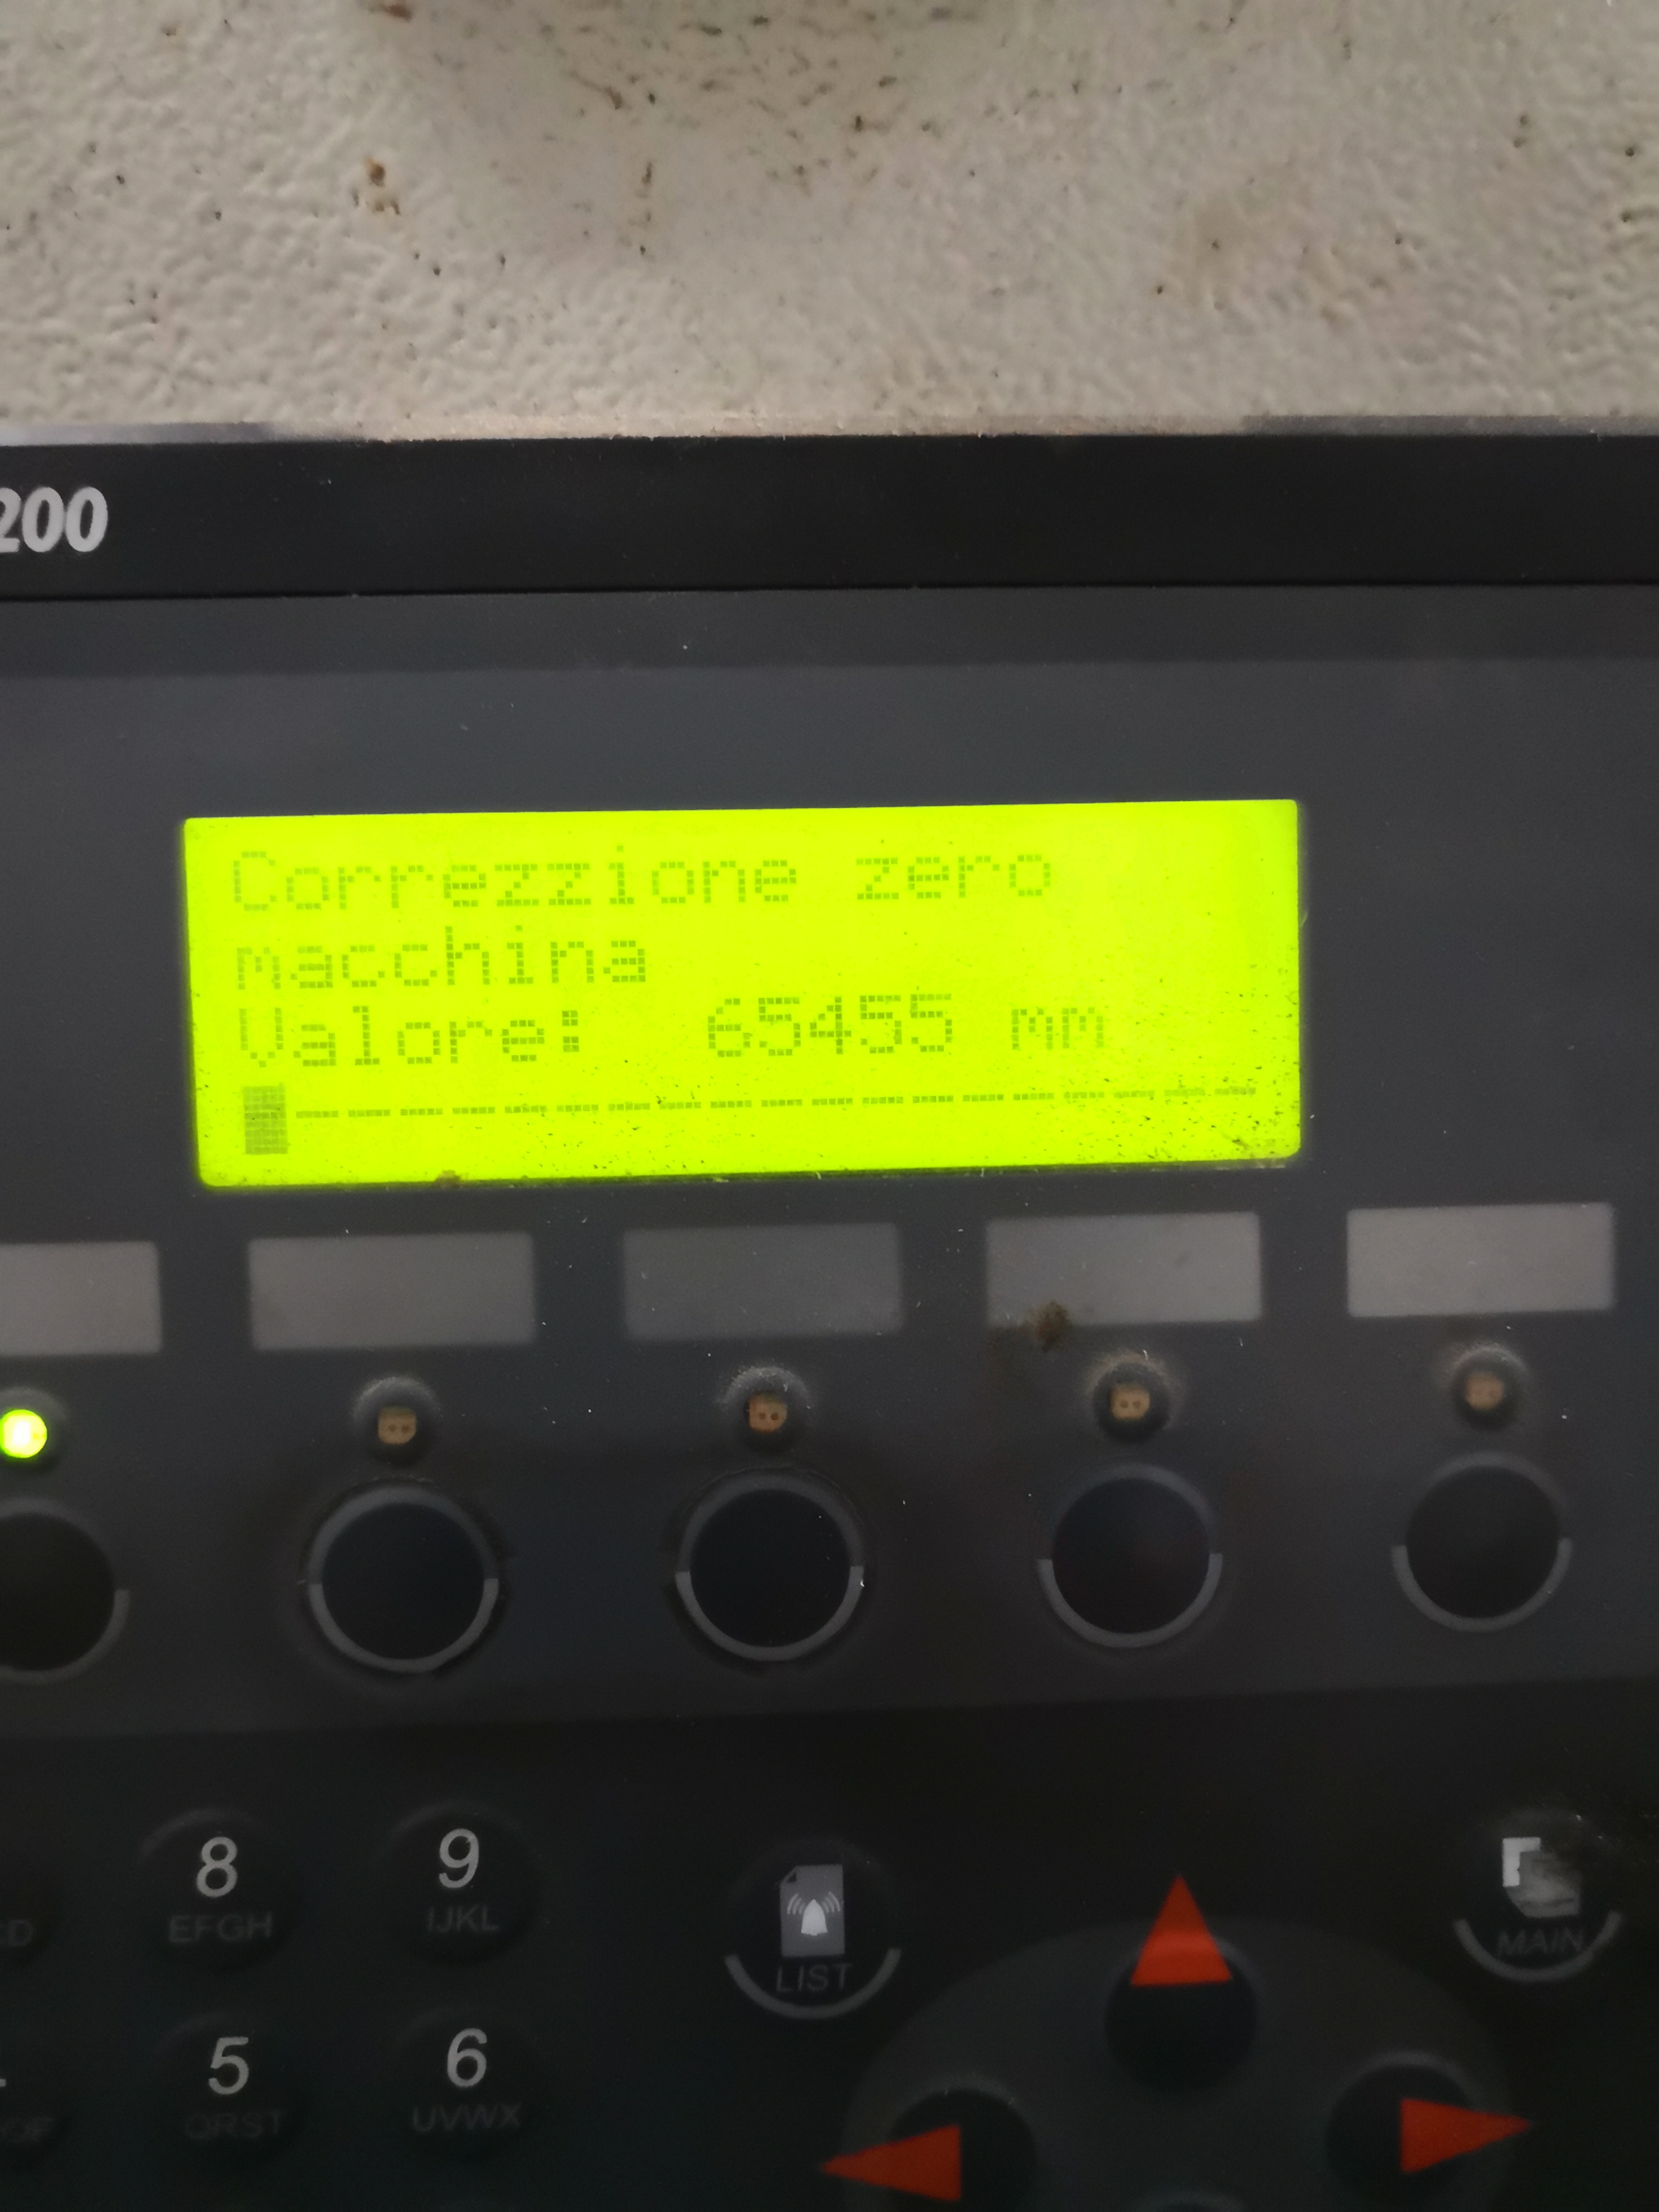 200
Correzzione zero
macchina
Valore: 65455 mm
8 9
EFGH IJKL
LIST
MAIN
5 6
QRST UVWX